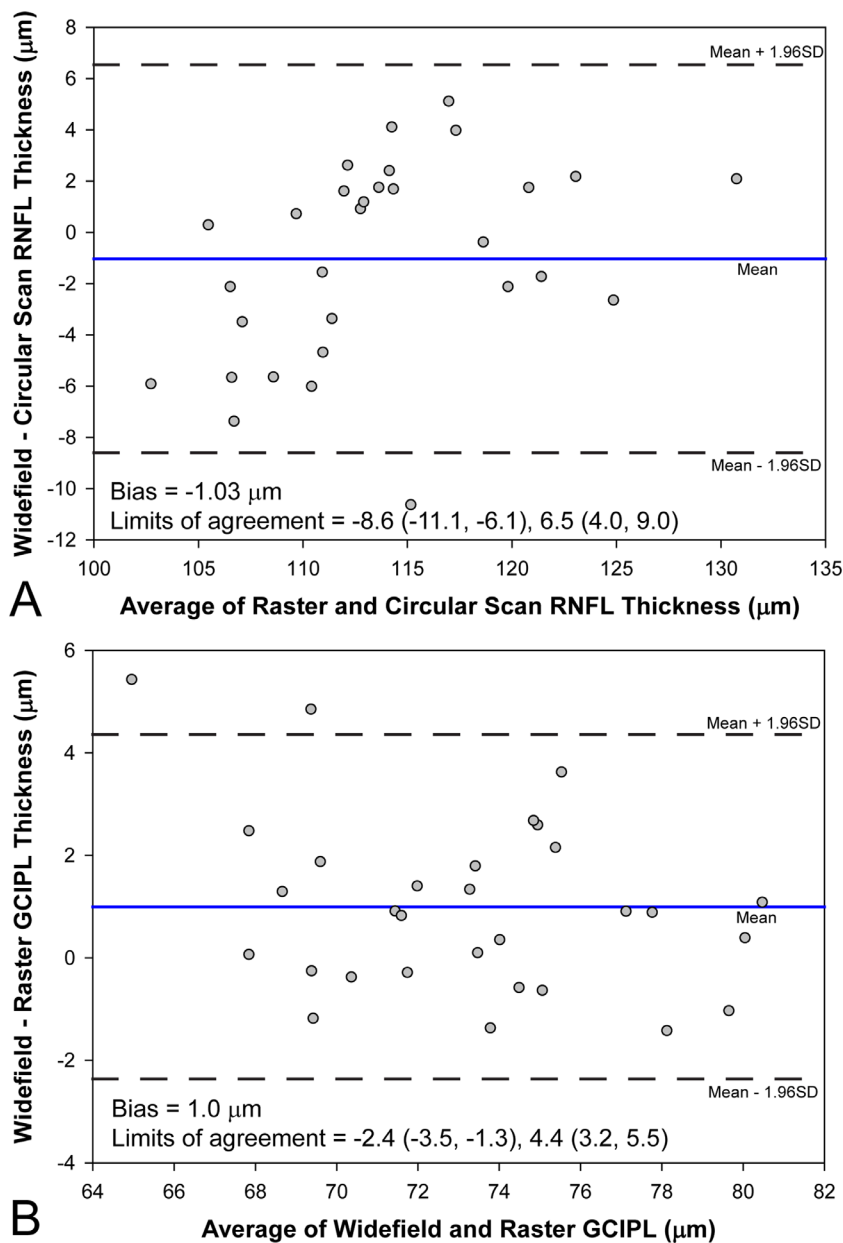 Widefield - Circular Scan RNFL Thickness (μm)
8
6
4
2
0
-2
-4
-6
-8
-10
-12
Mean + 1.96SD
Mean
Mean - 1.96SD
Bias = -1.03 μm
Limits of agreement = -8.6 (-11.1, -6.1), 6.5 (4.0, 9.0)
100 105 110 115 120 125 130 135
A
Average of Raster and Circular Scan RNFL Thickness (μm)
Widefield - Raster GCIPL Thickness (μm)
6
4
2
0
-2
-4
Mean + 1.96SD
Mean
Mean - 1.96SD
Bias = 1.0 μm
Limits of agreement = -2.4 (-3.5, -1.3), 4.4 (3.2, 5.5)
64 66 68 70 72 74 76 78 80 82
B
Average of Widefield and Raster GCIPL (μm)